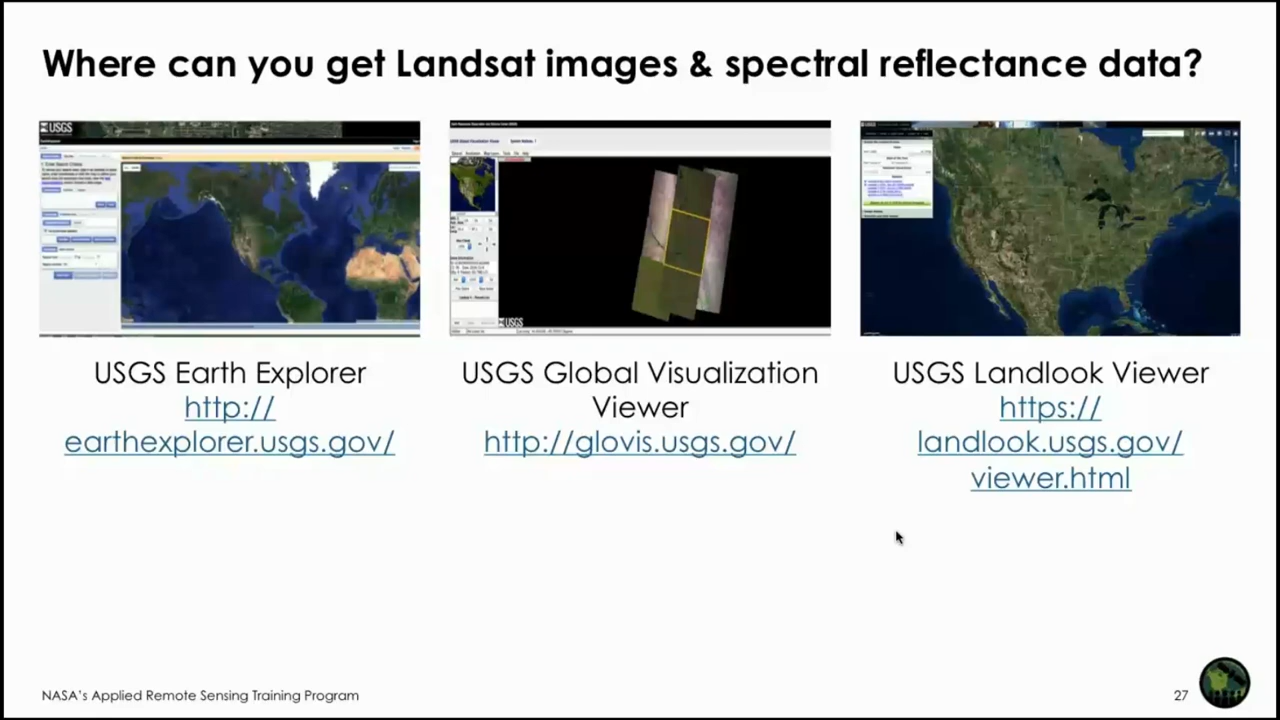 Where can you get Landsat images & spectral reflectance data?
USGS
USGS
USGS Earth Explorer
http://
earthexplorer.usgs.gov/
USGS Global Visualization
Viewer
http://glovis.usgs.gov/
USGS Landlook Viewer
https://
landlook.usgs.gov/
viewer.html
NASA's Applied Remote Sensing Training Program
27